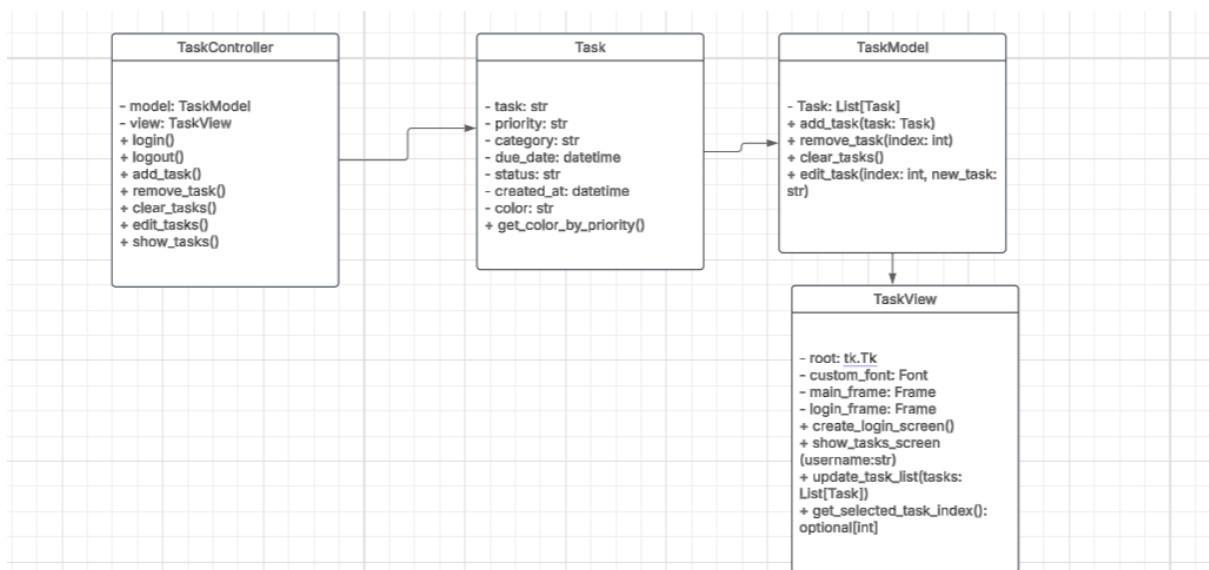 TaskController
- model: TaskModel
- view: TaskView
+ login()
+ logout()
+ add_task()
+ remove_task()
+ clear_tasks()
+ edit_tasks()
+ show_tasks()
Task
- task: str
- priority: str
- category: str
- due_date: datetime
- status: str
- created_at: datetime
- color: str
+ get_color_by_priority()
TaskModel
- Task: List[Task]
+ add_task(task: Task)
+ remove_task(index: int)
+ clear_tasks()
+ edit_task(index: int, new_task:
str)
TaskView
- root: tk.Tk
- custom_font: Font
- main_frame: Frame
- login_frame: Frame
+ create_login_screen()
+ show_tasks_screen
(username:str)
+ update_task_list(tasks:
List[Task])
+ get_selected_task_index():
optional[int]